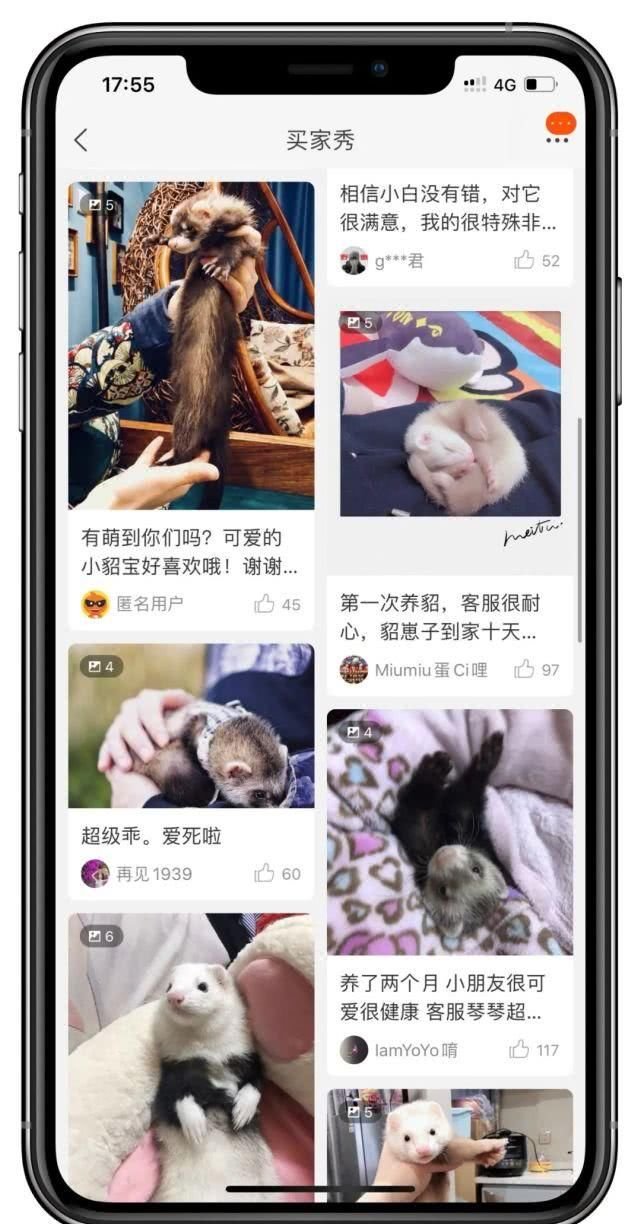 17:55
4G
买家秀
5
有萌到你们吗？可爱的
小貂宝好喜欢哦！谢谢...
匿名用户
45
4
超级乖。爱死啦
再见1939
60
6
相信小白没有错，对它
很满意，我的很特殊非...
g***君
52
5
meitu.
第一次养貂，客服很耐
心，貂崽子到家十天...
Miumiu蛋Ci哩
97
4
养了两个月 小朋友很可
爱很健康 客服琴琴超...
IamYoYo唷
117
5